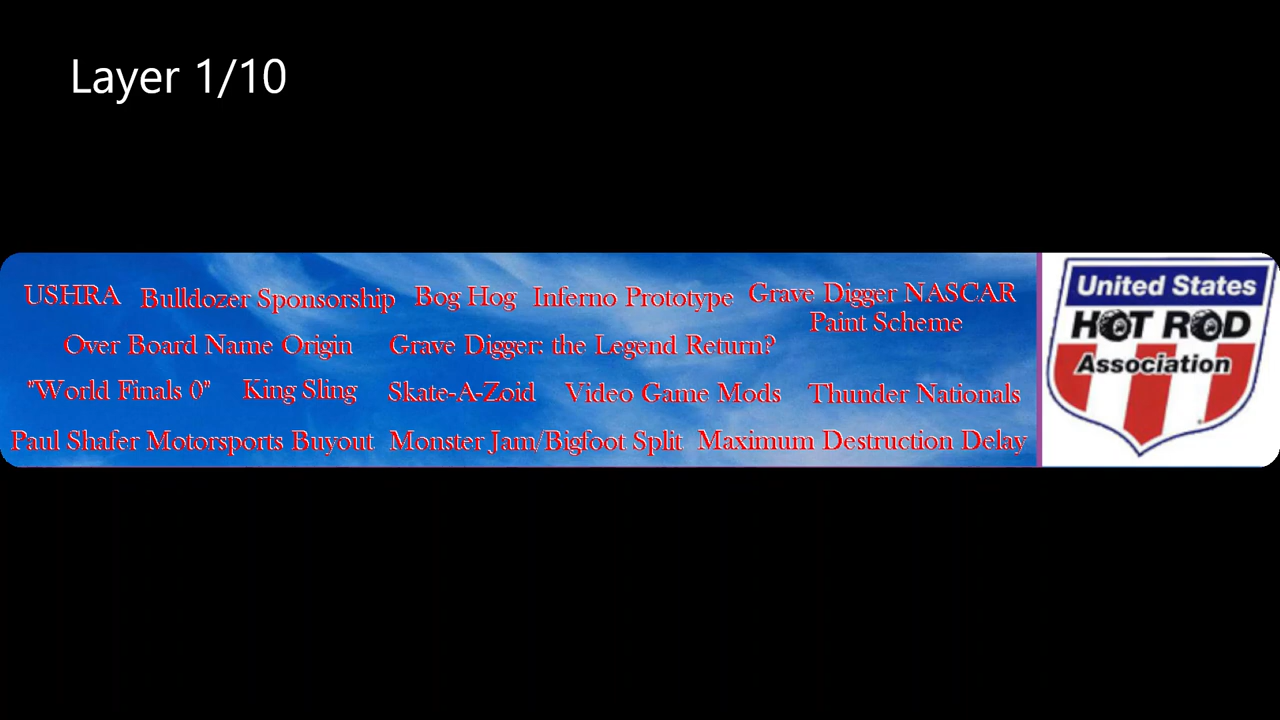 Layer 1/10
USHRA Bulldozer Sponsorship Bog Hog Inferno Prototype Grave Digger NASCAR
Paint Scheme
Over Board Name Origin Grave Digger: the Legend Return?
"World Finals 0" King Sling Skate-A-Zoid Video Game Mods Thunder Nationals
Paul Shafer Motorsports Buyout Monster Jam/Bigfoot Split Maximum Destruction Delay
United States
HOT ROD
Association